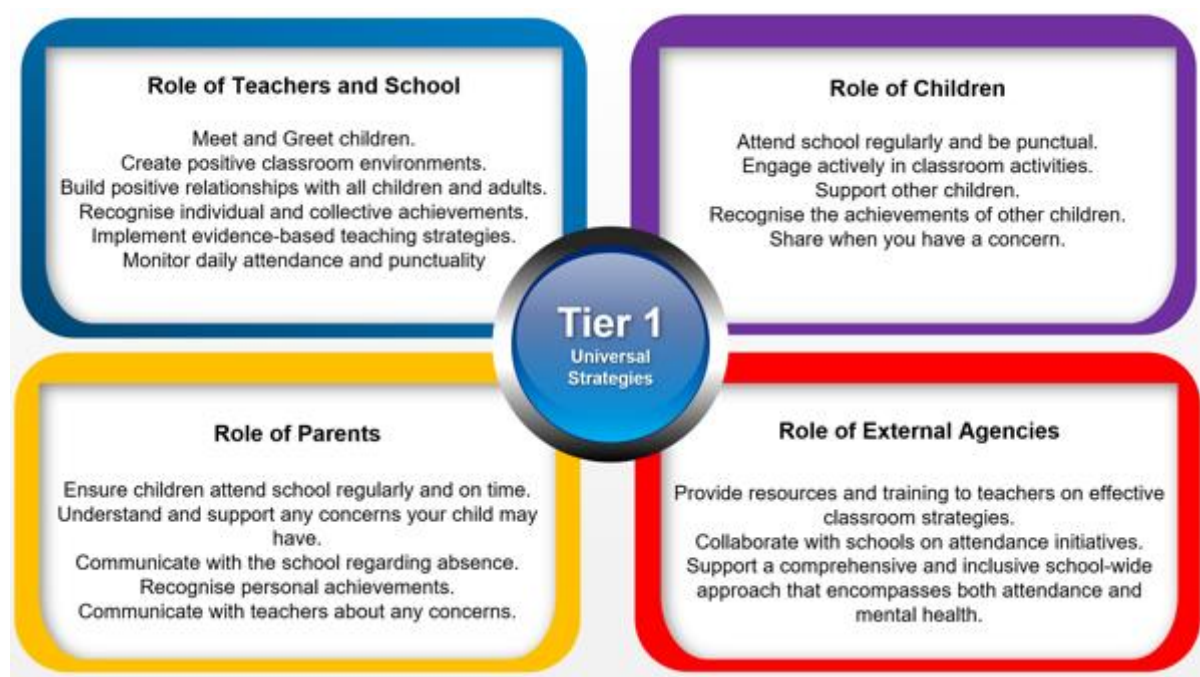 Role of Teachers and School
Meet and Greet children.
Create positive classroom environments.
Build positive relationships with all children and adults.
Recognise individual and collective achievements.
Implement evidence-based teaching strategies.
Monitor daily attendance and punctuality
Role of Children
Attend school regularly and be punctual.
Engage actively in classroom activities.
Support other children.
Recognise the achievements of other children.
Share when you have a concern.
Tier 1
Universal
Strategies
Role of Parents
Ensure children attend school regularly and on time.
Understand and support any concerns your child may
have.
Communicate with the school regarding absence.
Recognise personal achievements.
Communicate with teachers about any concerns.
Role of External Agencies
Provide resources and training to teachers on effective
classroom strategies.
Collaborate with schools on attendance initiatives.
Support a comprehensive and inclusive school-wide
approach that encompasses both attendance and
mental health.